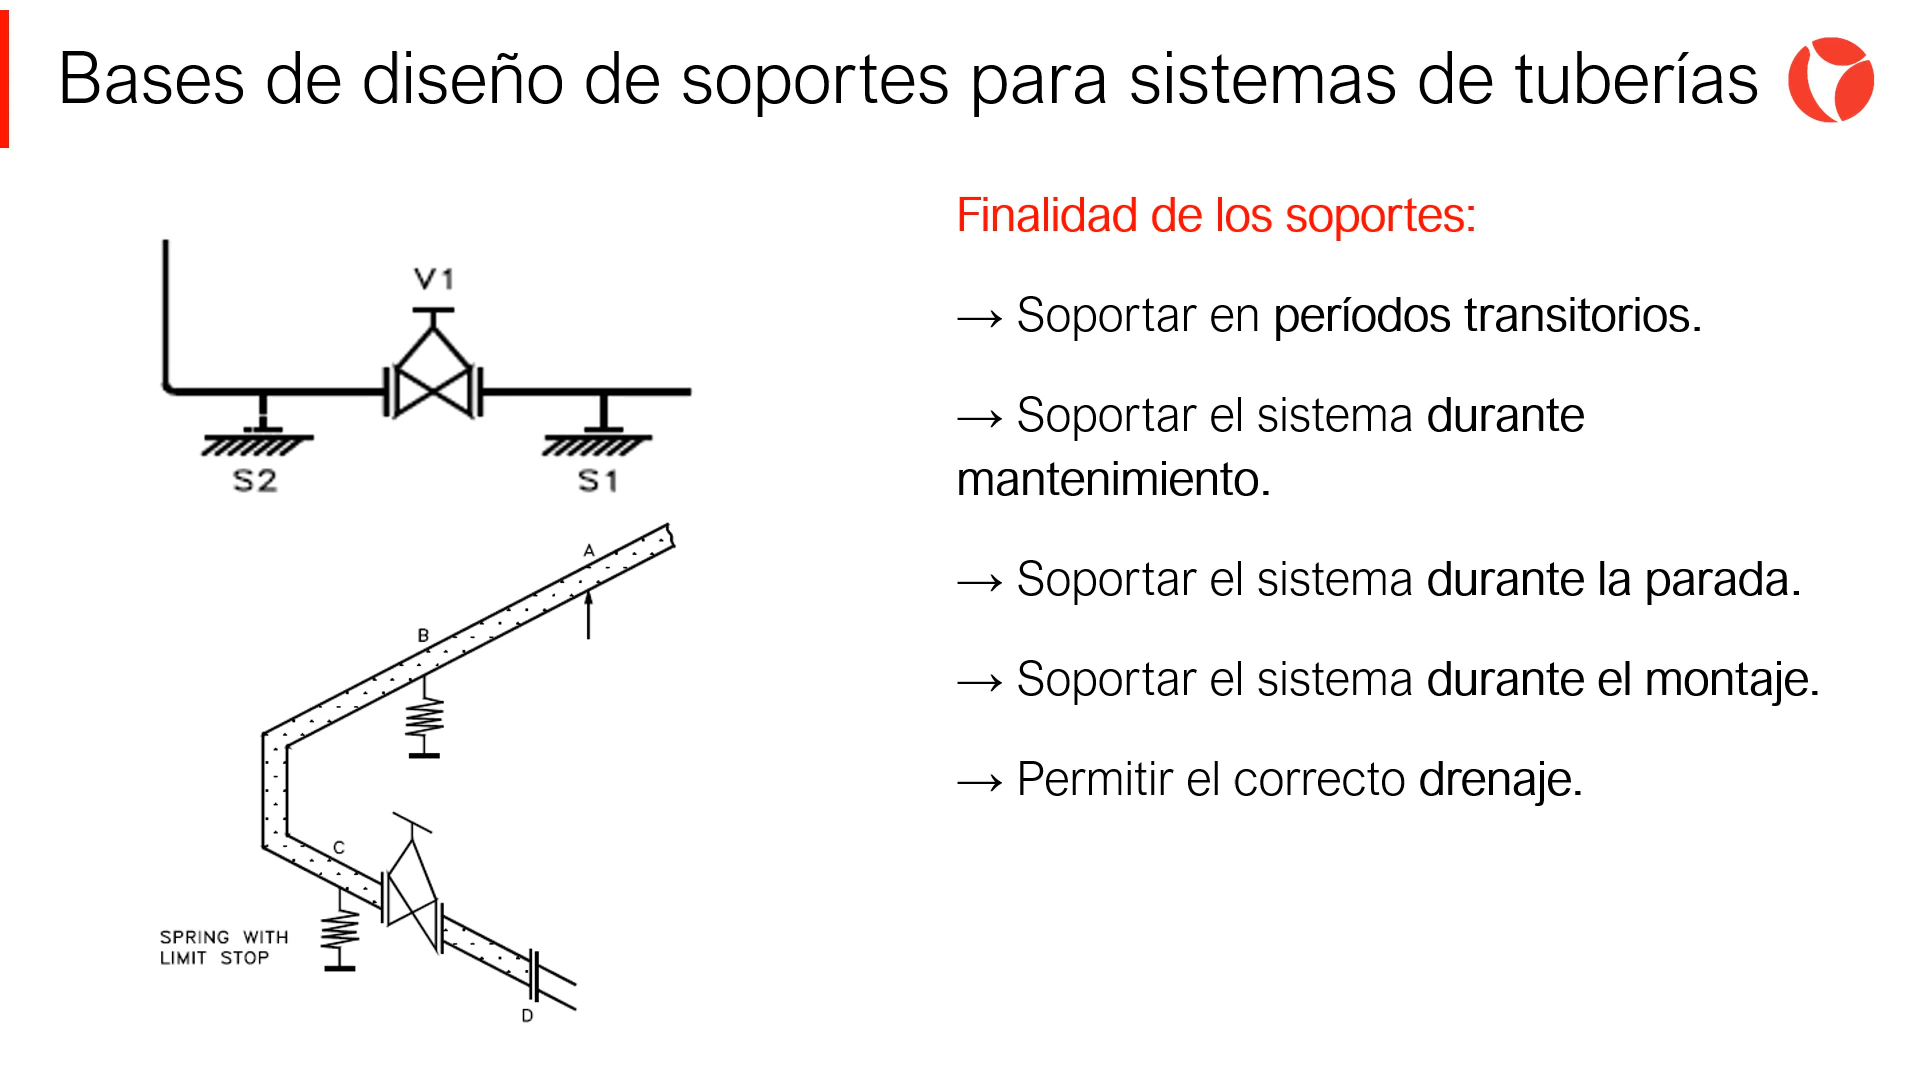 Bases de diseño de soportes para sistemas de tuberías
V1
S2
S1
A
B
C
SPRING WITH
LIMIT STOP
D
Finalidad de los soportes:
→ Soportar en períodos transitorios.
→ Soportar el sistema durante
mantenimiento.
→ Soportar el sistema durante la parada.
→ Soportar el sistema durante el montaje.
→ Permitir el correcto drenaje.